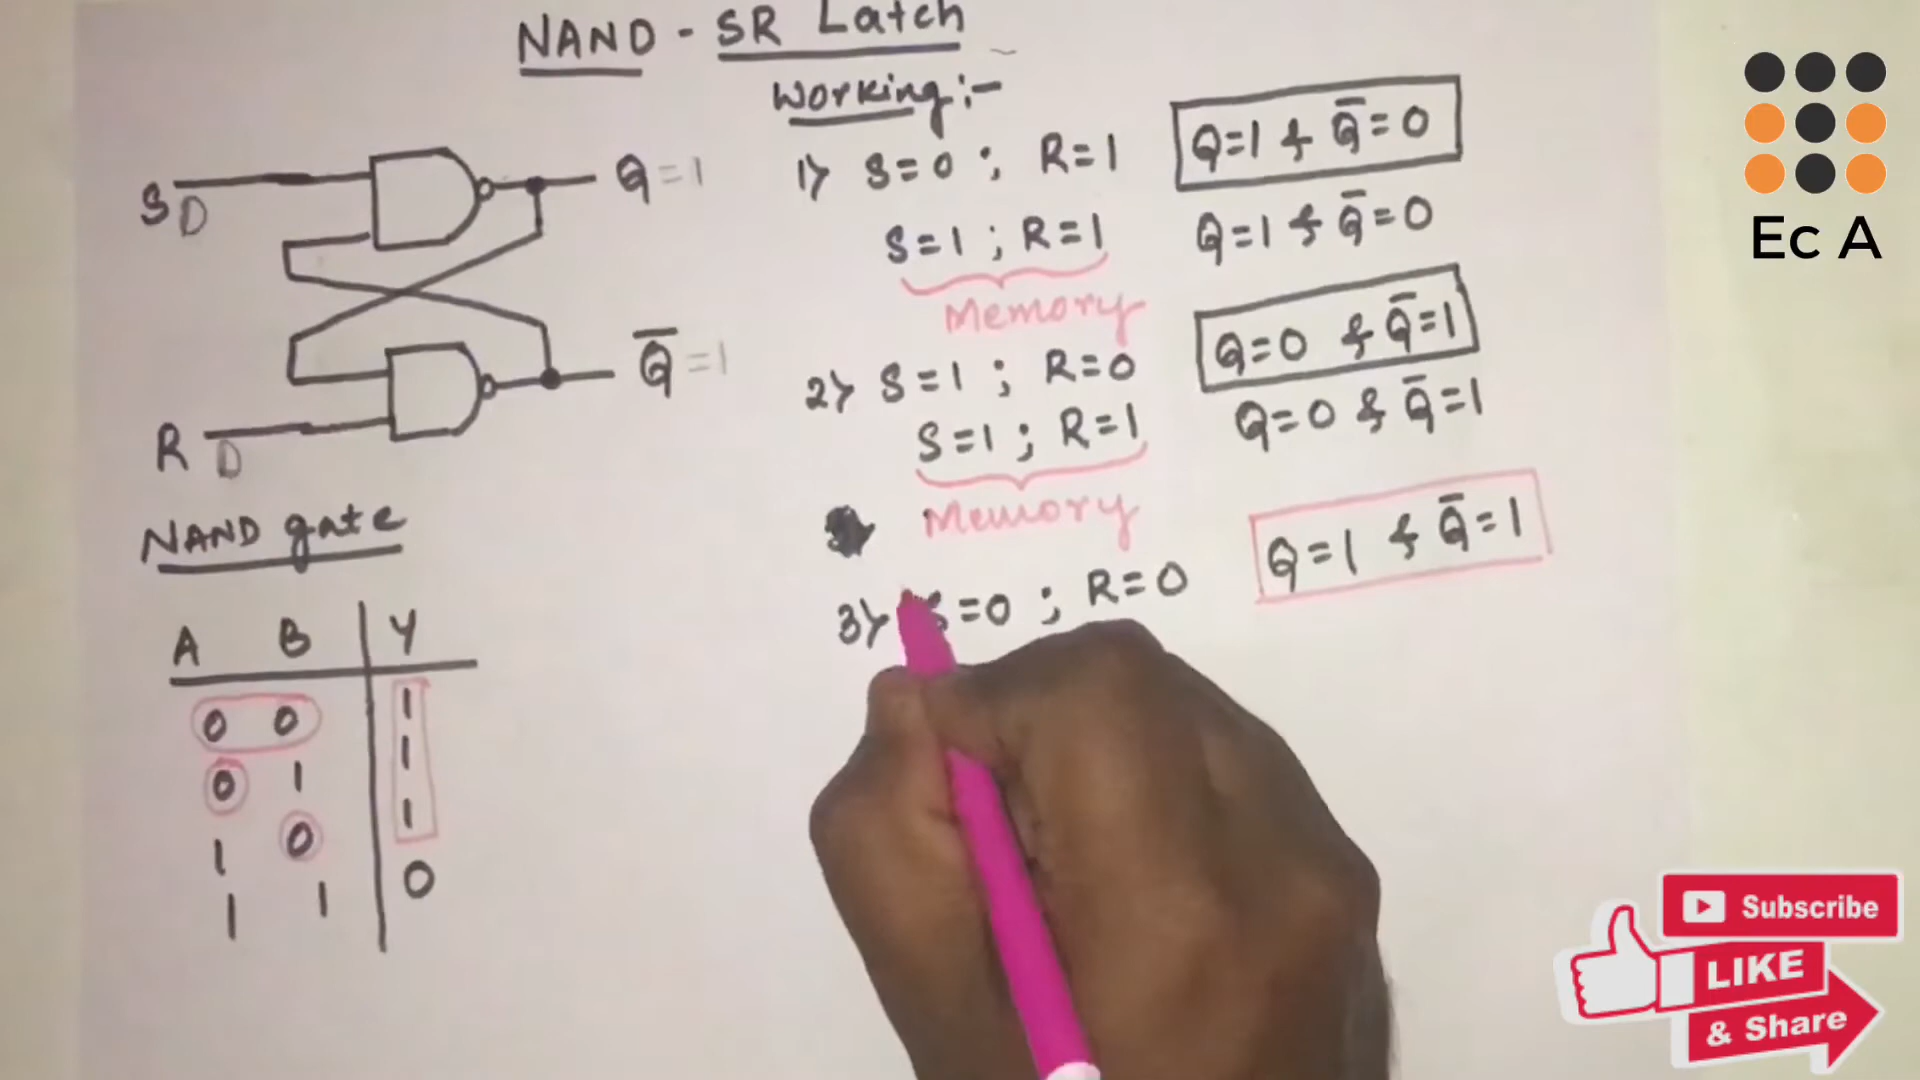 NAND - SR Latch
Working:-
S D
Q = 1
Q̅ = 1
R D
1) S=0 ; R=1
Q=1 & Q̅=0
S=1 ; R=1
Q=1 & Q̅=0
Memory
2) S=1 ; R=0
Q=0 & Q̅=1
S=1 ; R=1
Q=0 & Q̅=1
Memory
3) S=0 ; R=0
Q=1 & Q̅=1
NAND gate
A B Y
0 0 1
0 1 1
1 0 1
1 1 0
Ec A
Subscribe
LIKE
& Share